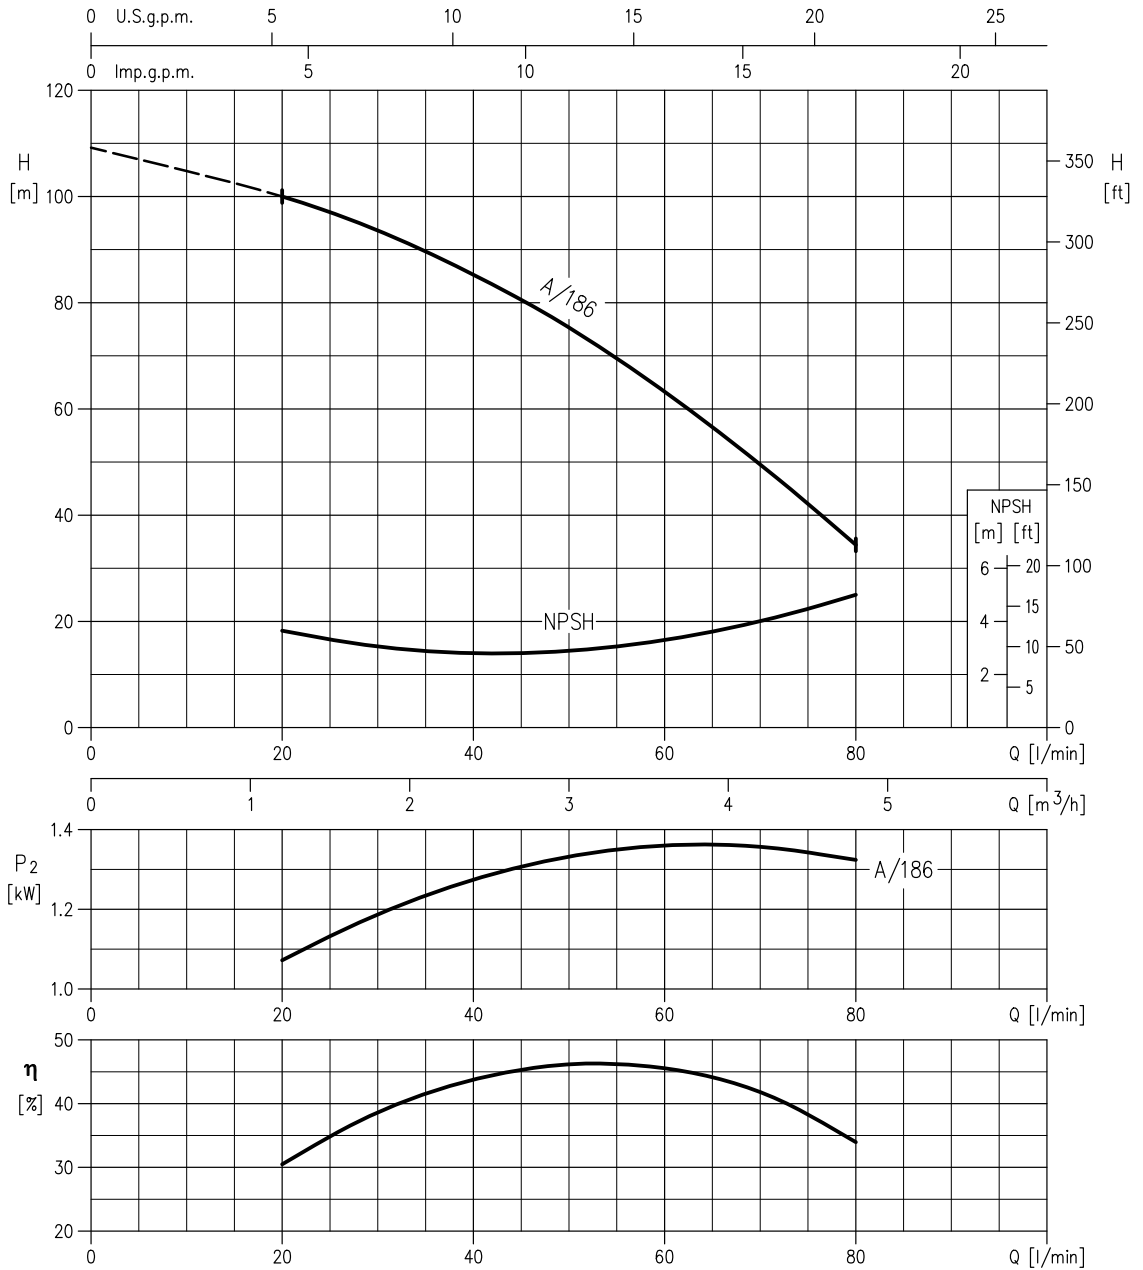 0 U.S.g.p.m. 5 10 15 20 25
0 Imp.g.p.m. 5 10 15 20
120
H
[m]
100
80
60
40
20
0
350 H
[ft]
300
250
200
150
100
50
0
A/186
NPSH
NPSH
[m] [ft]
6
4
2
20
15
10
5
0 20 40 60 80 Q [l/min]
0 1 2 3 4 5 Q [m³/h]
1.4
P2
[kW]
1.2
1.0
A/186
0 20 40 60 80 Q [l/min]
50
η
[%]
40
30
20
0 20 40 60 80 Q [l/min]